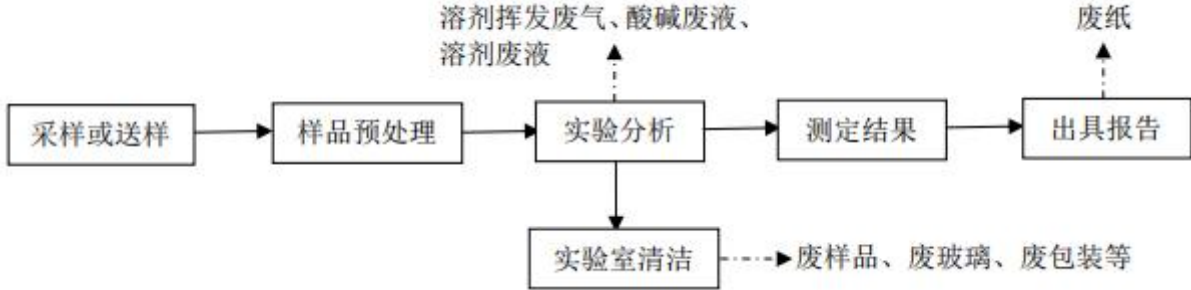 溶剂挥发废气、酸碱废液、
溶剂废液
废纸
采样或送样
样品预处理
实验分析
测定结果
出具报告
实验室清洁
废样品、废玻璃、废包装等